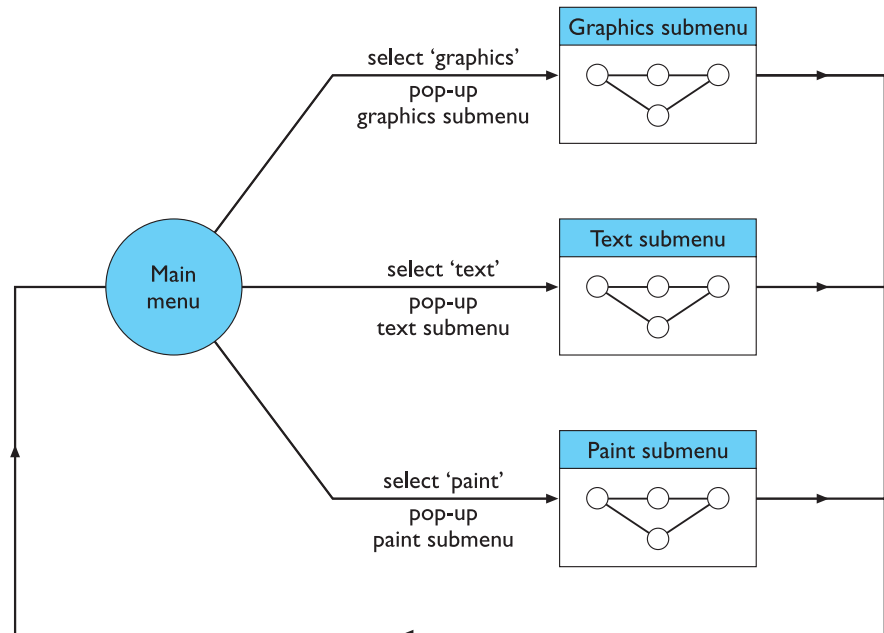 Graphics submenu
select ‘graphics’
pop-up
graphics submenu
Main
menu
Text submenu
select ‘text’
pop-up
text submenu
Paint submenu
select ‘paint’
pop-up
paint submenu